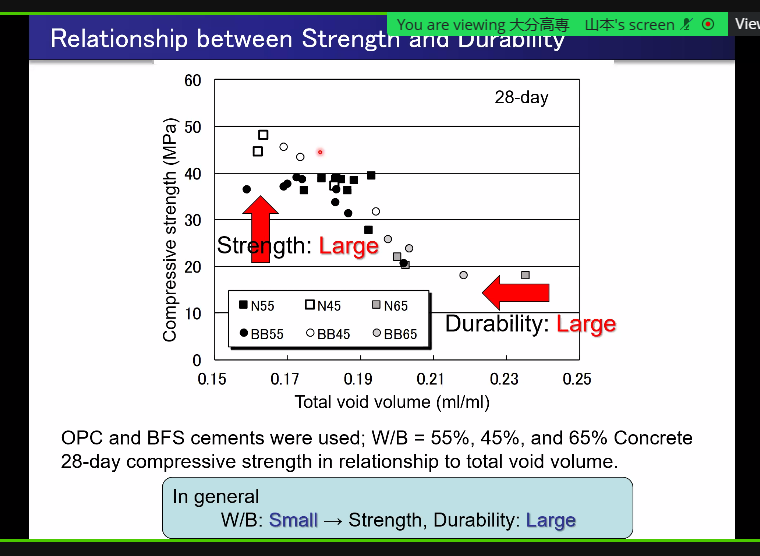 You are viewing 大分高専 山本's screen
Relationship between Strength and Durability
28-day
60
50
40
30
20
10
0
Compressive strength (MPa)
Strength: Large
Durability: Large
N55 N45 N65
BB55 BB45 BB65
0.15 0.17 0.19 0.21 0.23 0.25
Total void volume (ml/ml)
OPC and BFS cements were used; W/B = 55%, 45%, and 65% Concrete
28-day compressive strength in relationship to total void volume.
In general
W/B: Small → Strength, Durability: Large